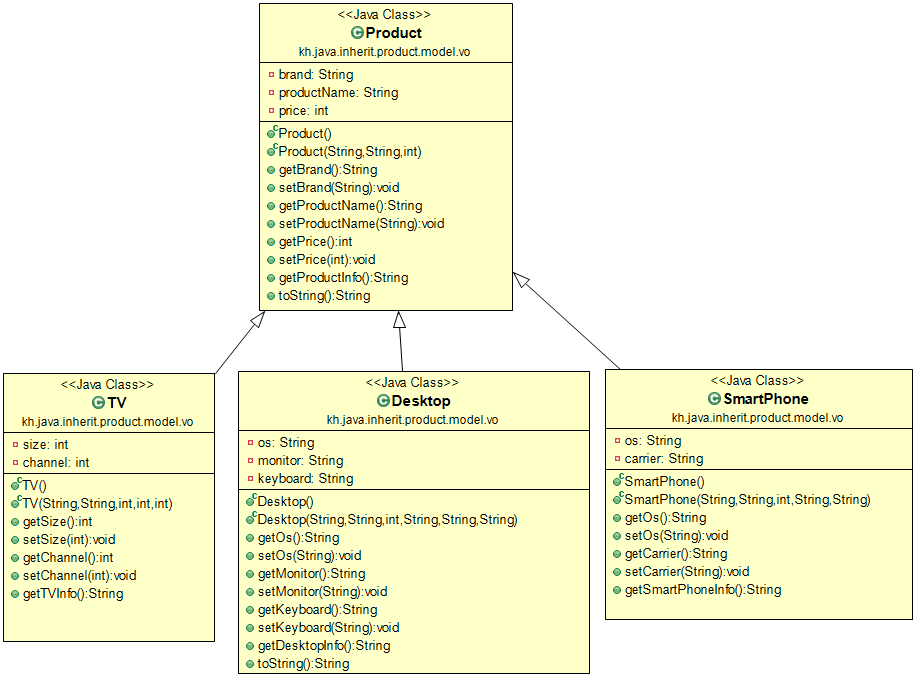 <<Java Class>>
Product
kh.java.inherit.product.model.vo
brand: String
productName: String
price: int
Product()
Product(String,String,int)
getBrand():String
setBrand(String):void
getProductName():String
setProductName(String):void
getPrice():int
setPrice(int):void
getProductInfo():String
toString():String
<<Java Class>>
TV
kh.java.inherit.product.model.vo
size: int
channel: int
TV()
TV(String,String,int,int,int)
getSize():int
setSize(int):void
getChannel():int
setChannel(int):void
getTVInfo():String
<<Java Class>>
Desktop
kh.java.inherit.product.model.vo
os: String
monitor: String
keyboard: String
Desktop()
Desktop(String,String,int,String,String,String)
getOs():String
setOs(String):void
getMonitor():String
setMonitor(String):void
getKeyboard():String
setKeyboard(String):void
getDesktopInfo():String
toString():String
<<Java Class>>
SmartPhone
kh.java.inherit.product.model.vo
os: String
carrier: String
SmartPhone()
SmartPhone(String,String,int,String,String)
getOs():String
setOs(String):void
getCarrier():String
setCarrier(String):void
getSmartPhoneInfo():String